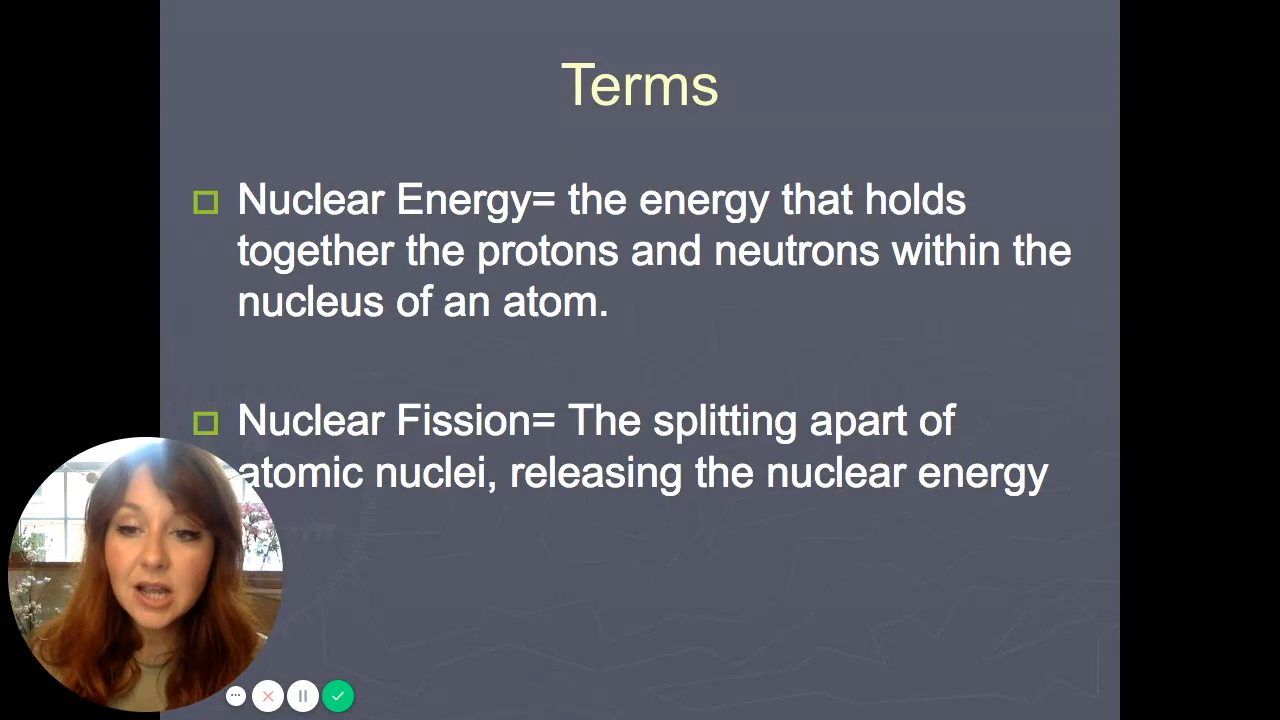 Terms
Nuclear Energy= the energy that holds
together the protons and neutrons within the
nucleus of an atom.
Nuclear Fission= The splitting apart of
atomic nuclei, releasing the nuclear energy